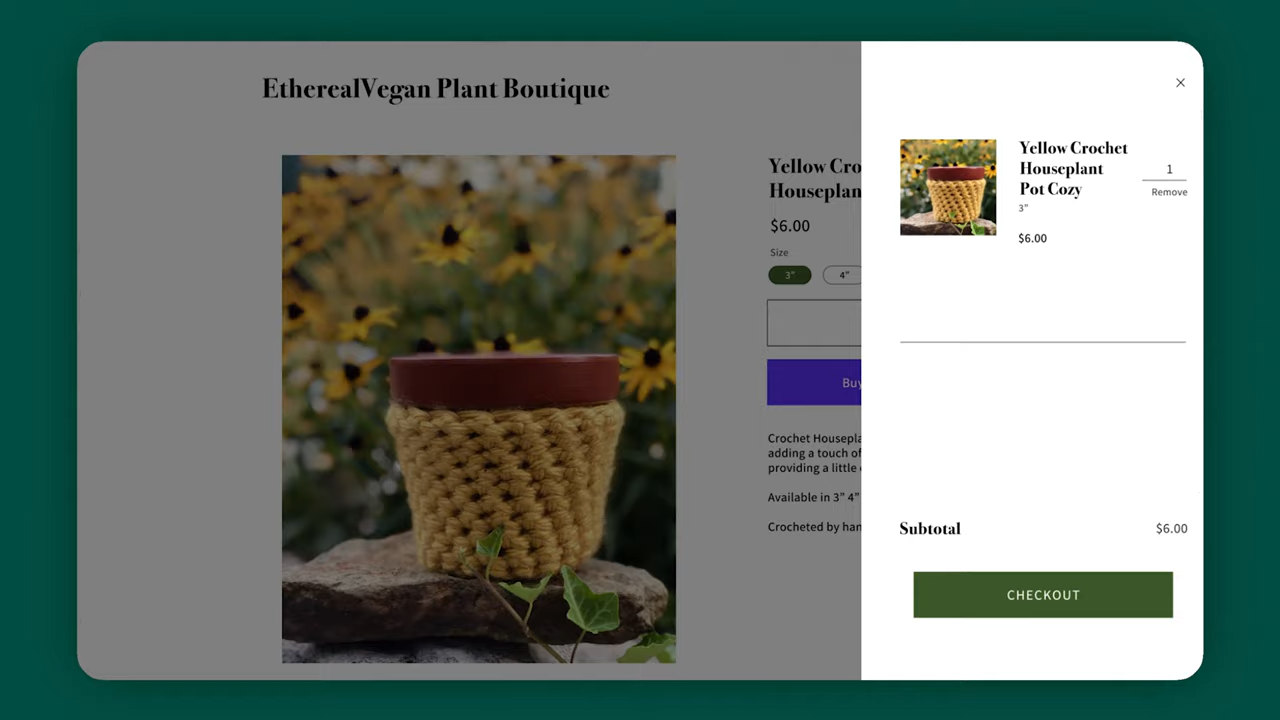 EtherealVegan Plant Boutique
Yellow Cro
Houseplan
$6.00
Size
3”
4”
Buy
Crochet Housepla
adding a touch of
providing a little
Available in 3” 4”
Crocheted by han
Yellow Crochet
Houseplant
Pot Cozy
3”
$6.00
1
Remove
Subtotal
$6.00
CHECKOUT